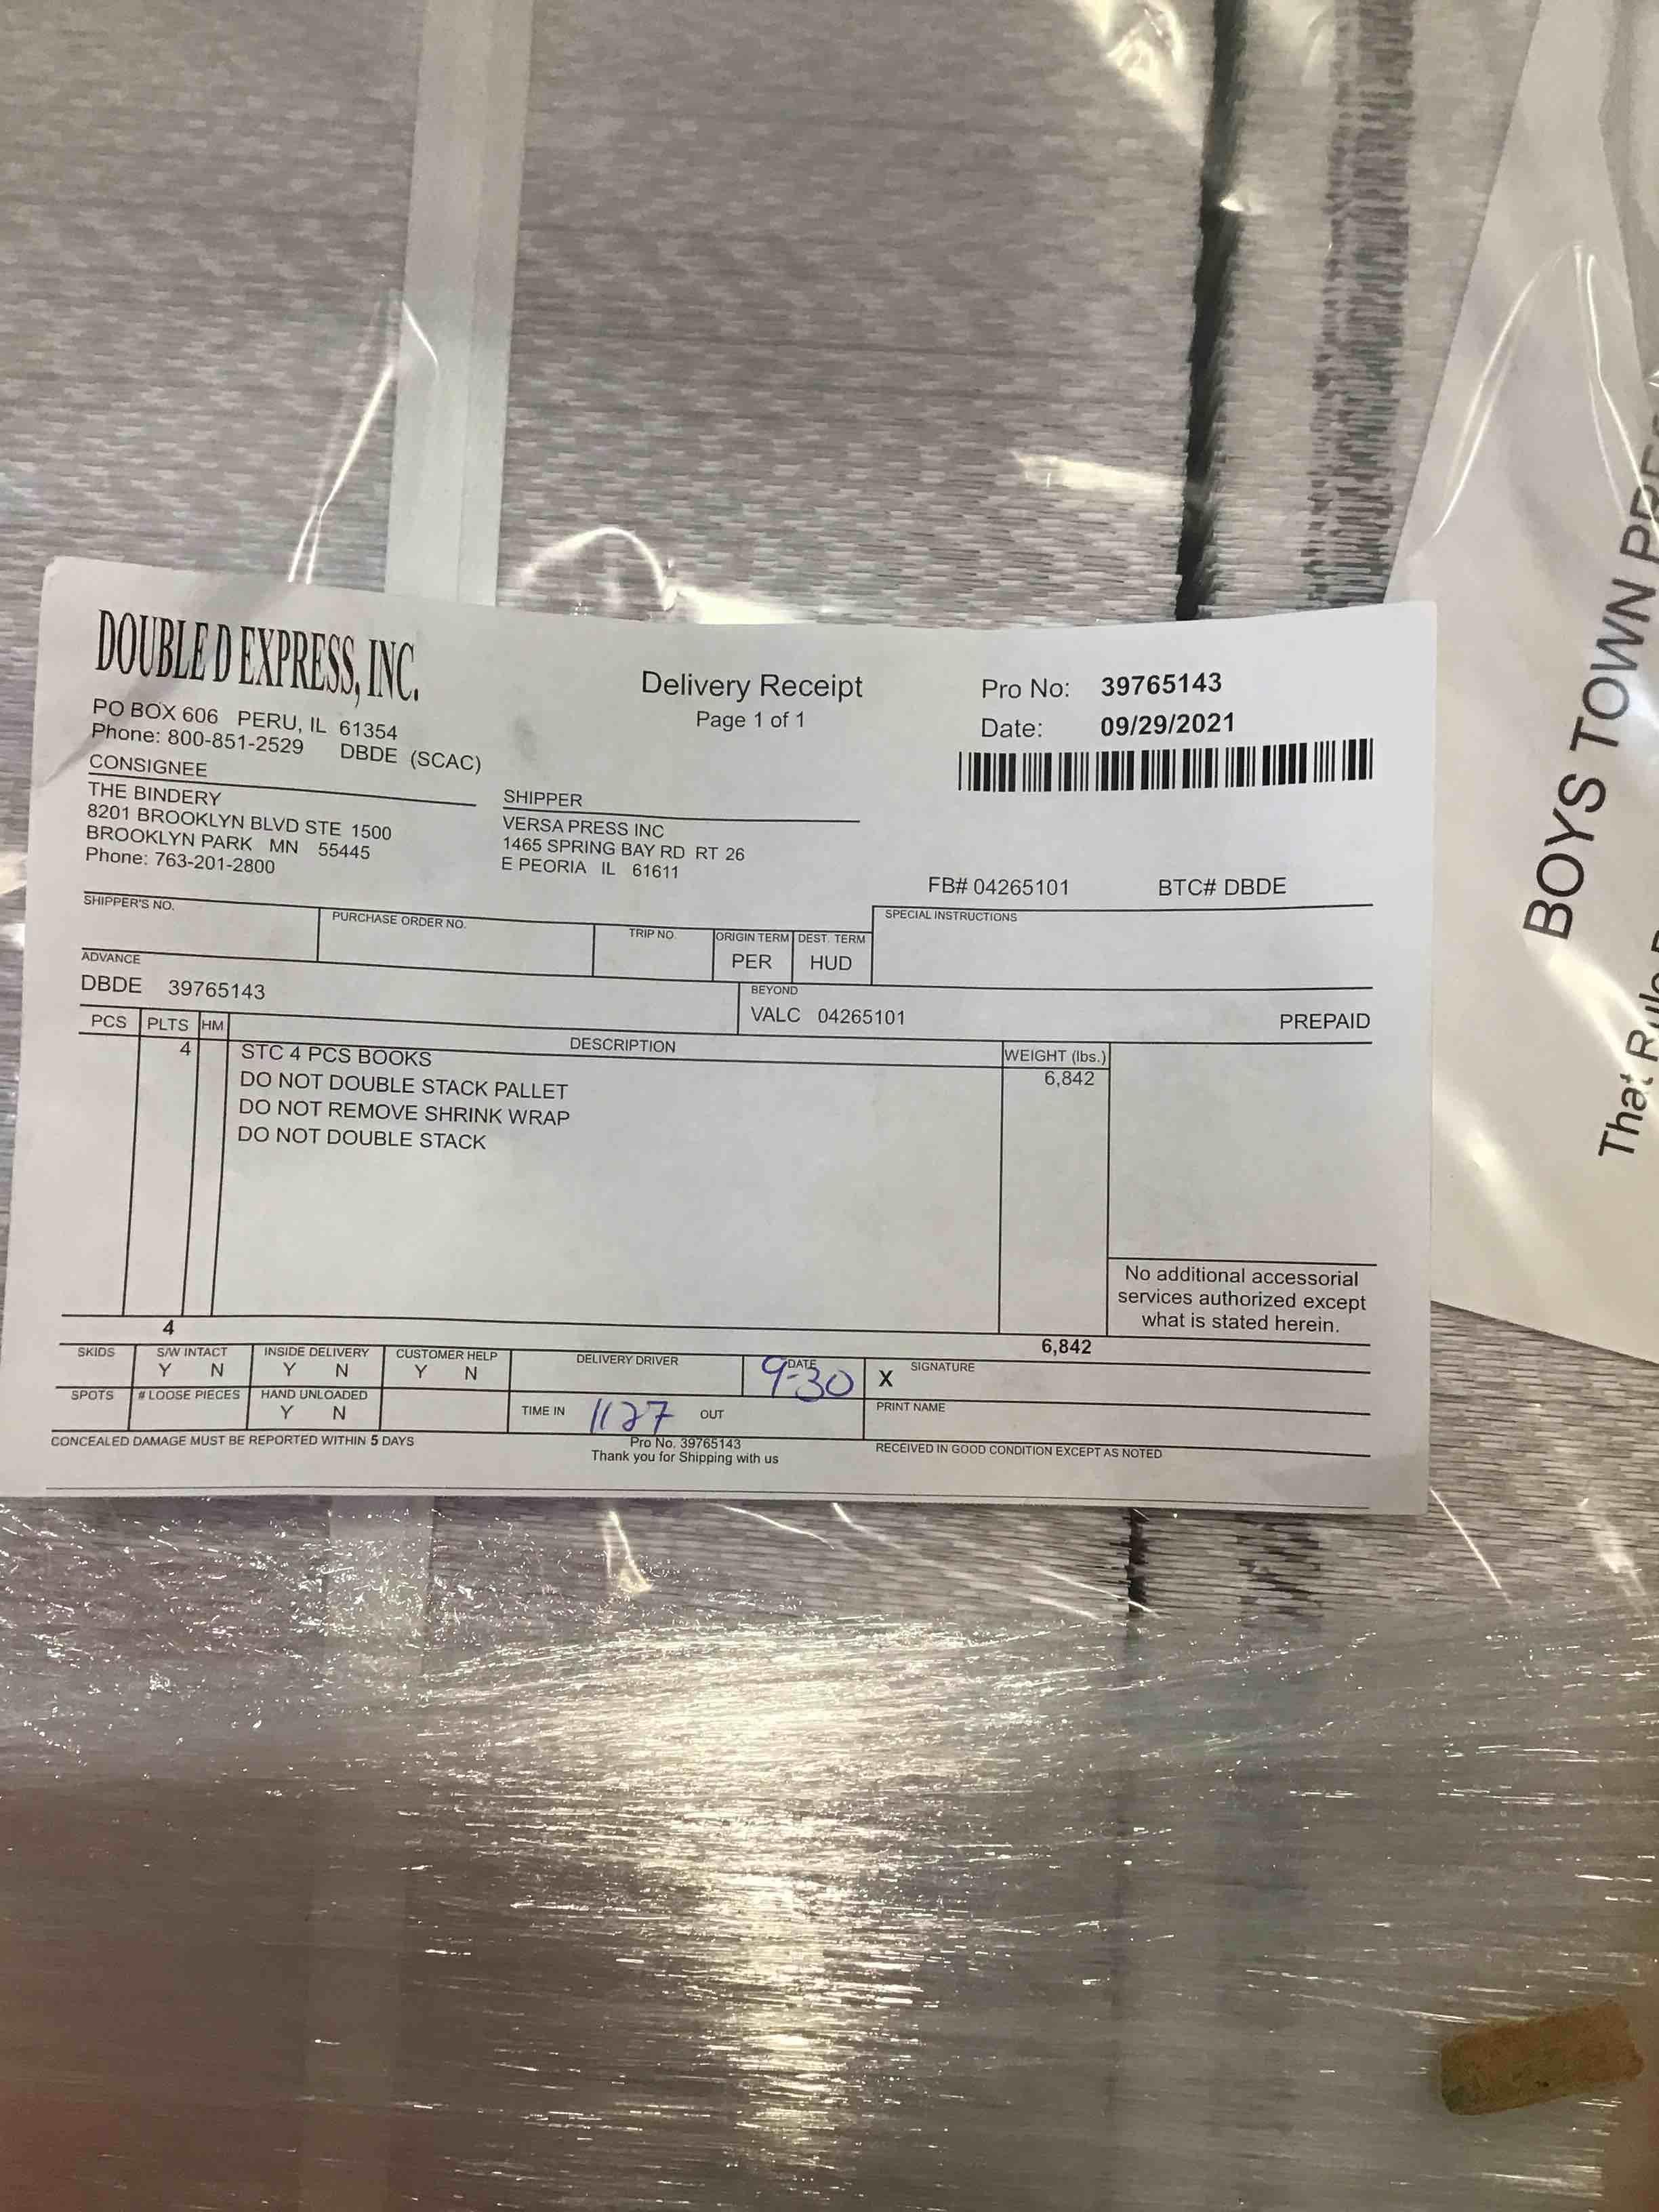 DOUBLE D EXPRESS, INC.
PO BOX 606 PERU, IL 61354
Phone: 800-851-2529 DBDE (SCAC)
Delivery Receipt
Page 1 of 1
Pro No: 39765143
Date: 09/29/2021
CONSIGNEE
THE BINDERY
8201 BROOKLYN BLVD STE 1500
BROOKLYN PARK MN 55445
Phone: 763-201-2800
SHIPPER
VERSA PRESS INC
1465 SPRING BAY RD RT 26
E PEORIA IL 61611
FB# 04265101 BTC# DBDE
SHIPPER'S NO.
PURCHASE ORDER NO.
TRIP NO.
ORIGIN TERM
PER
DEST. TERM
HUD
SPECIAL INSTRUCTIONS
ADVANCE
DBDE 39765143
BEYOND
VALC 04265101
PREPAID
PCS PLTS HM DESCRIPTION WEIGHT (lbs.)
4 STC 4 PCS BOOKS 6,842
DO NOT DOUBLE STACK PALLET
DO NOT REMOVE SHRINK WRAP
DO NOT DOUBLE STACK
No additional accessorial
services authorized except
what is stated herein.
4 6,842
SKIDS
S/W INTACT
Y N
INSIDE DELIVERY
Y N
CUSTOMER HELP
Y N
DELIVERY DRIVER
DATE
9-30
X SIGNATURE
SPOTS
# LOOSE PIECES
HAND UNLOADED
Y N
TIME IN 1127 OUT
PRINT NAME
CONCEALED DAMAGE MUST BE REPORTED WITHIN 5 DAYS
Pro No. 39765143
Thank you for Shipping with us
RECEIVED IN GOOD CONDITION EXCEPT AS NOTED
BOYS TOWN
That